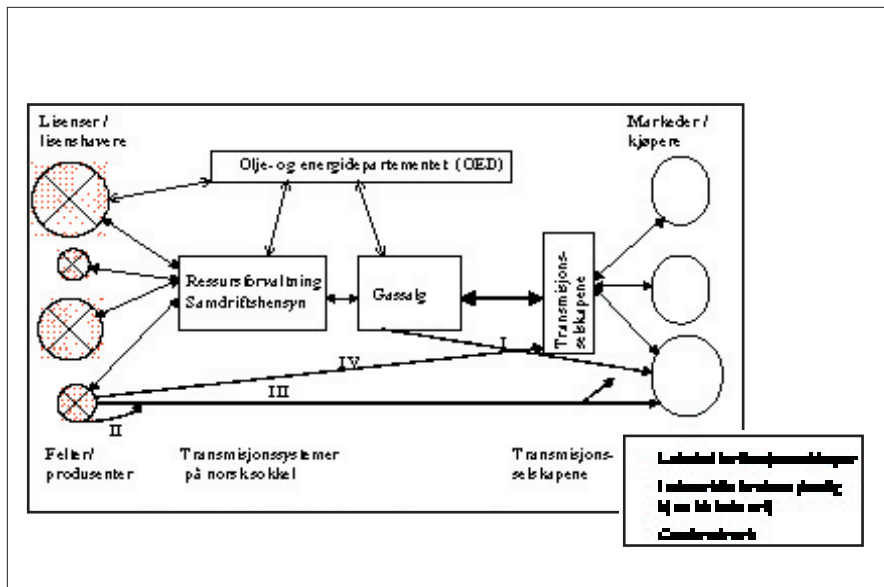 Lisenser /
lisenshavere
Markeder /
kjøpere
Olje- og energidepartementet (OED)
Ressursforvaltning
Samdriftshensyn
Gassalg
Transmisjons
selskapene
I
IV
III
II
Felter/
produsenter
Transmisjonssystemer
på norsk sokkel
Transmisjons-
selskapene